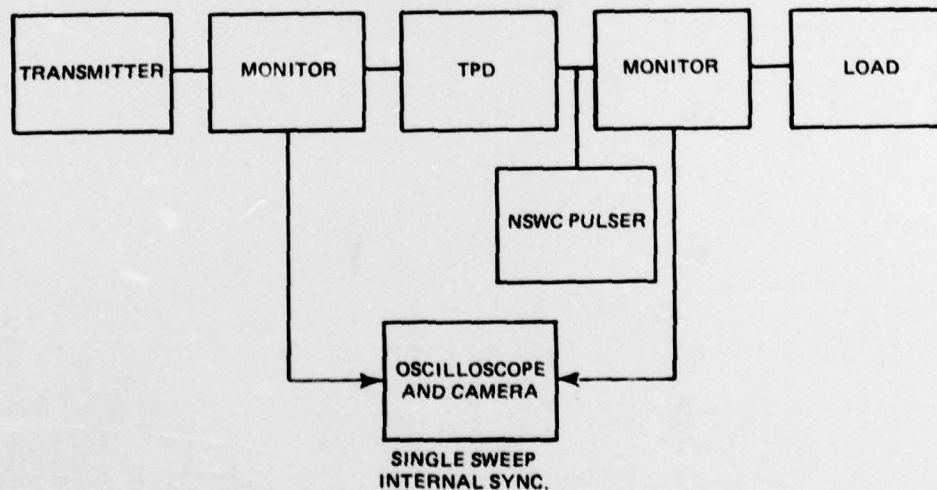 TRANSMITTER
MONITOR
TPD
MONITOR
LOAD
NSWC PULSER
OSCILLOSCOPE
AND CAMERA
SINGLE SWEEP
INTERNAL SYNC.